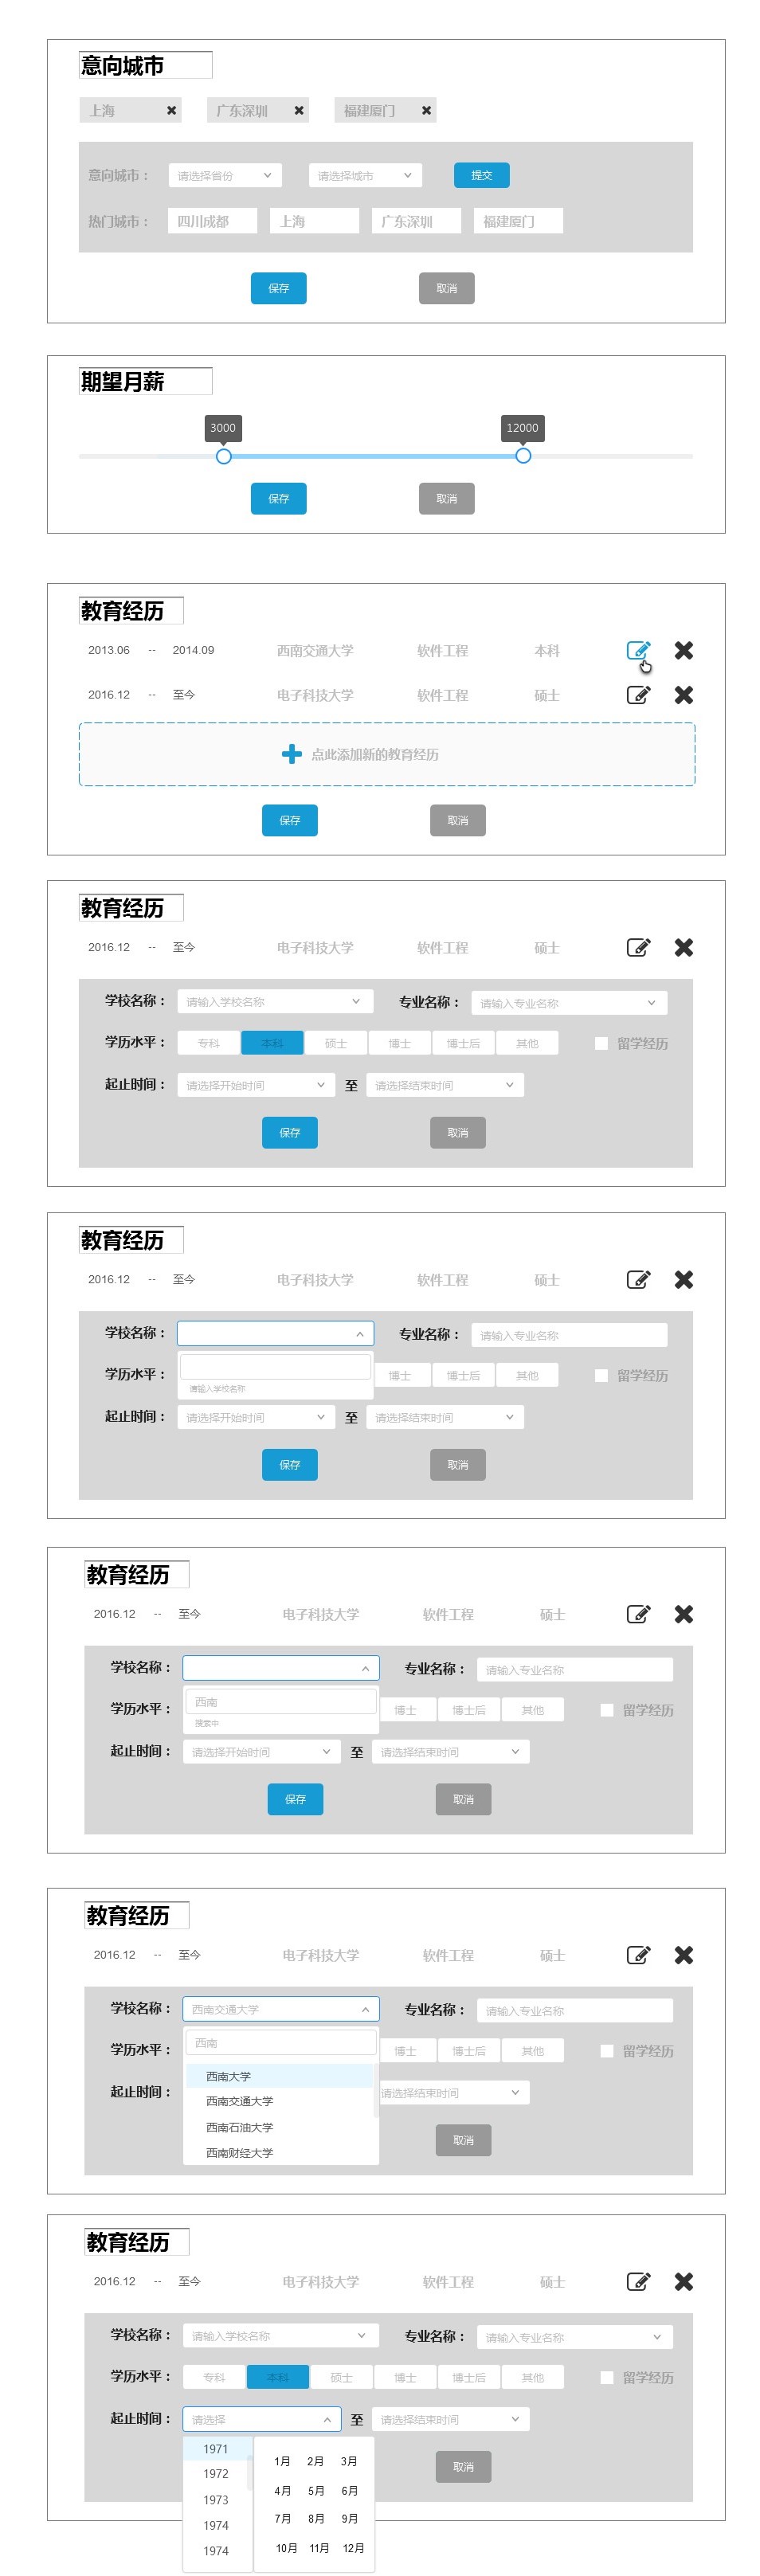 意向城市
上海 广东深圳 福建厦门
意向城市： 请选择省份 请选择城市 提交
热门城市： 四川成都 上海 广东深圳 福建厦门
保存 取消
期望月薪
3000 12000
保存 取消
教育经历
2013.06 -- 2014.09 西南交通大学 软件工程 本科
2016.12 -- 至今 电子科技大学 软件工程 硕士
点此添加新的教育经历
保存 取消
教育经历
2016.12 -- 至今 电子科技大学 软件工程 硕士
学校名称： 请输入学校名称 专业名称： 请输入专业名称
学历水平： 专科 本科 硕士 博士 博士后 其他 留学经历
起止时间： 请选择开始时间 至 请选择结束时间
保存 取消
教育经历
2016.12 -- 至今 电子科技大学 软件工程 硕士
学校名称： 专业名称： 请输入专业名称
学历水平： 博士 博士后 其他 留学经历
请输入学校名称
起止时间： 请选择开始时间 至 请选择结束时间
保存 取消
教育经历
2016.12 -- 至今 电子科技大学 软件工程 硕士
学校名称： 专业名称： 请输入专业名称
学历水平： 西南 博士 博士后 其他 留学经历
搜索中
起止时间： 请选择开始时间 至 请选择结束时间
保存 取消
教育经历
2016.12 -- 至今 电子科技大学 软件工程 硕士
学校名称： 西南交通大学 专业名称： 请输入专业名称
学历水平： 西南 博士 博士后 其他 留学经历
西南大学
起止时间： 西南交通大学 请选择结束时间
西南石油大学
西南财经大学 取消
教育经历
2016.12 -- 至今 电子科技大学 软件工程 硕士
学校名称： 请输入学校名称 专业名称： 请输入专业名称
学历水平： 专科 本科 硕士 博士 博士后 其他 留学经历
起止时间： 请选择 至 请选择结束时间
1971 1月 2月 3月 取消
1972 4月 5月 6月
1973 7月 8月 9月
1974 10月 11月 12月
1974